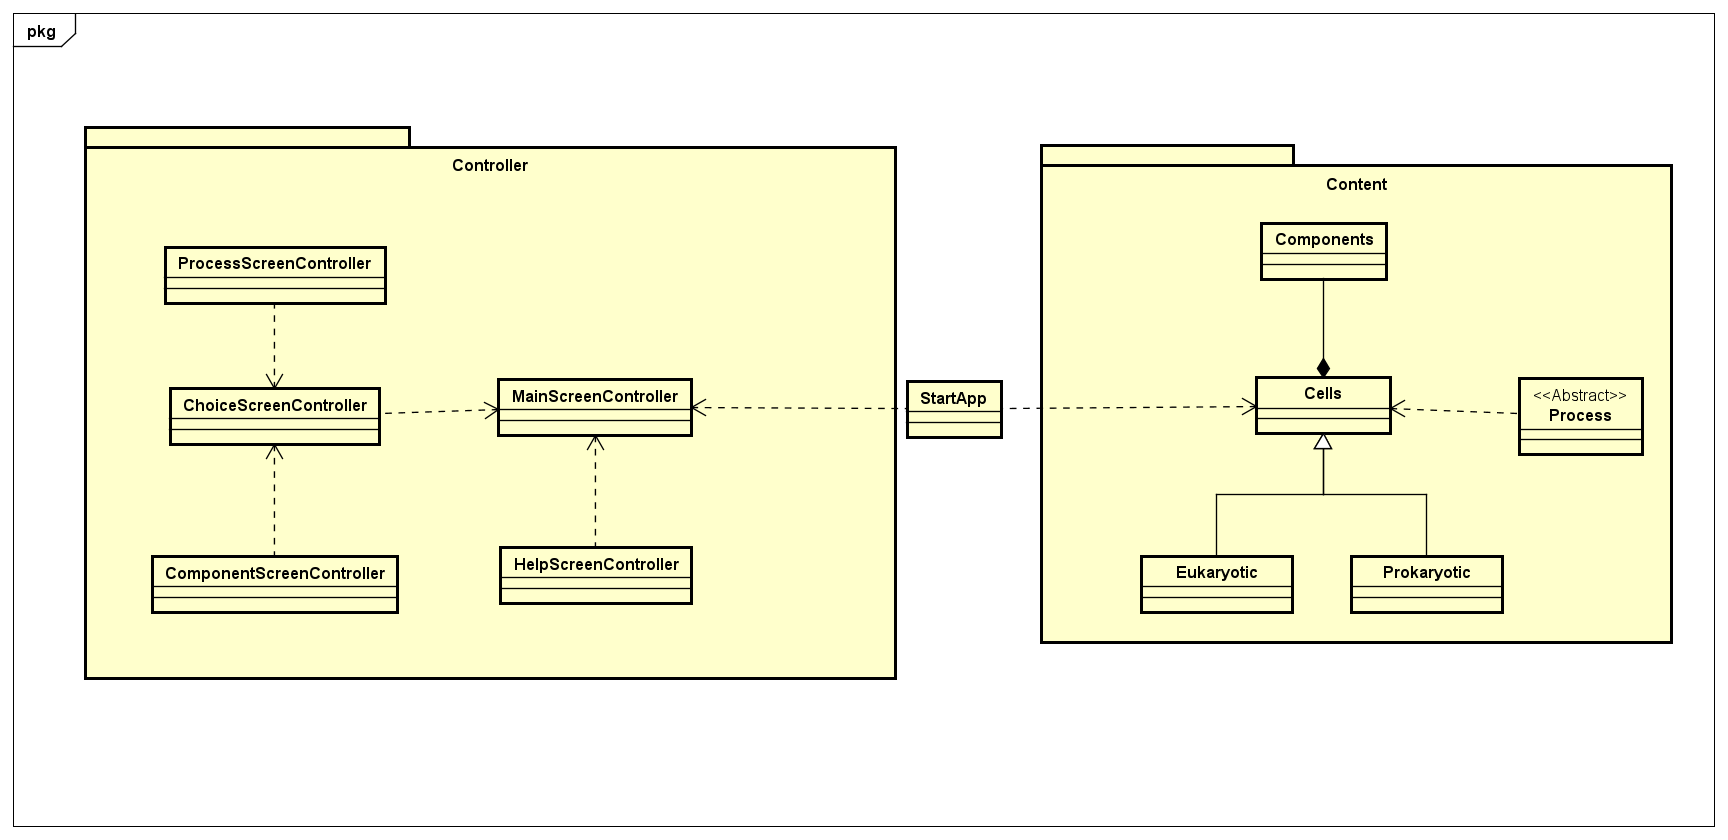 pkg
Controller
Content
Components
ProcessScreenController
ChoiceScreenController
MainScreenController
StartApp
Cells
<<Abstract>>
Process
ComponentScreenController
HelpScreenController
Eukaryotic
Prokaryotic